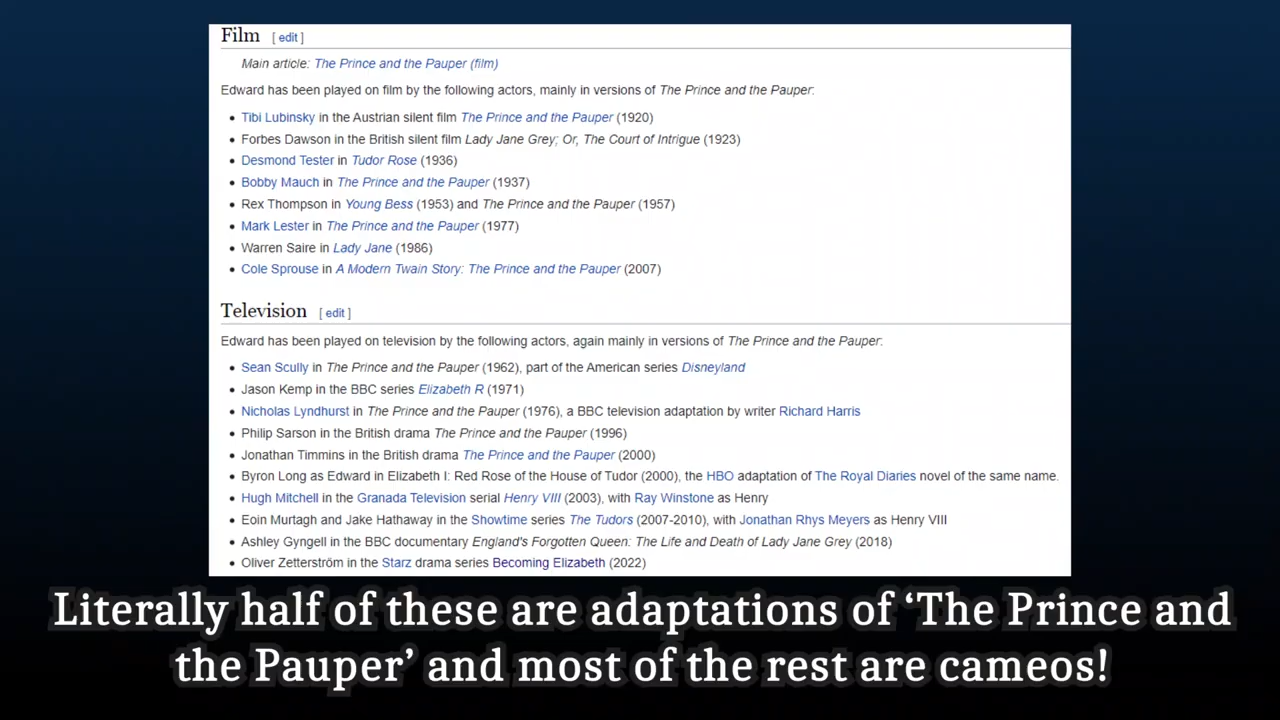 Film [ edit ]
Main article: The Prince and the Pauper (film)
Edward has been played on film by the following actors, mainly in versions of The Prince and the Pauper:
• Tibi Lubinsky in the Austrian silent film The Prince and the Pauper (1920)
• Forbes Dawson in the British silent film Lady Jane Grey; Or, The Court of Intrigue (1923)
• Desmond Tester in Tudor Rose (1936)
• Bobby Mauch in The Prince and the Pauper (1937)
• Rex Thompson in Young Bess (1953) and The Prince and the Pauper (1957)
• Mark Lester in The Prince and the Pauper (1977)
• Warren Saire in Lady Jane (1986)
• Cole Sprouse in A Modern Twain Story: The Prince and the Pauper (2007)
Television [ edit ]
Edward has been played on television by the following actors, again mainly in versions of The Prince and the Pauper:
• Sean Scully in The Prince and the Pauper (1962), part of the American series Disneyland
• Jason Kemp in the BBC series Elizabeth R (1971)
• Nicholas Lyndhurst in The Prince and the Pauper (1976), a BBC television adaptation by writer Richard Harris
• Philip Sarson in the British drama The Prince and the Pauper (1996)
• Jonathan Timmins in the British drama The Prince and the Pauper (2000)
• Byron Long as Edward in Elizabeth I: Red Rose of the House of Tudor (2000), the HBO adaptation of The Royal Diaries novel of the same name.
• Hugh Mitchell in the Granada Television serial Henry VIII (2003), with Ray Winstone as Henry
• Eoin Murtagh and Jake Hathaway in the Showtime series The Tudors (2007-2010), with Jonathan Rhys Meyers as Henry VIII
• Ashley Gyngell in the BBC documentary England's Forgotten Queen: The Life and Death of Lady Jane Grey (2018)
• Oliver Zetterström in the Starz drama series Becoming Elizabeth (2022)
Literally half of these are adaptations of ‘The Prince and
the Pauper’ and most of the rest are cameos!